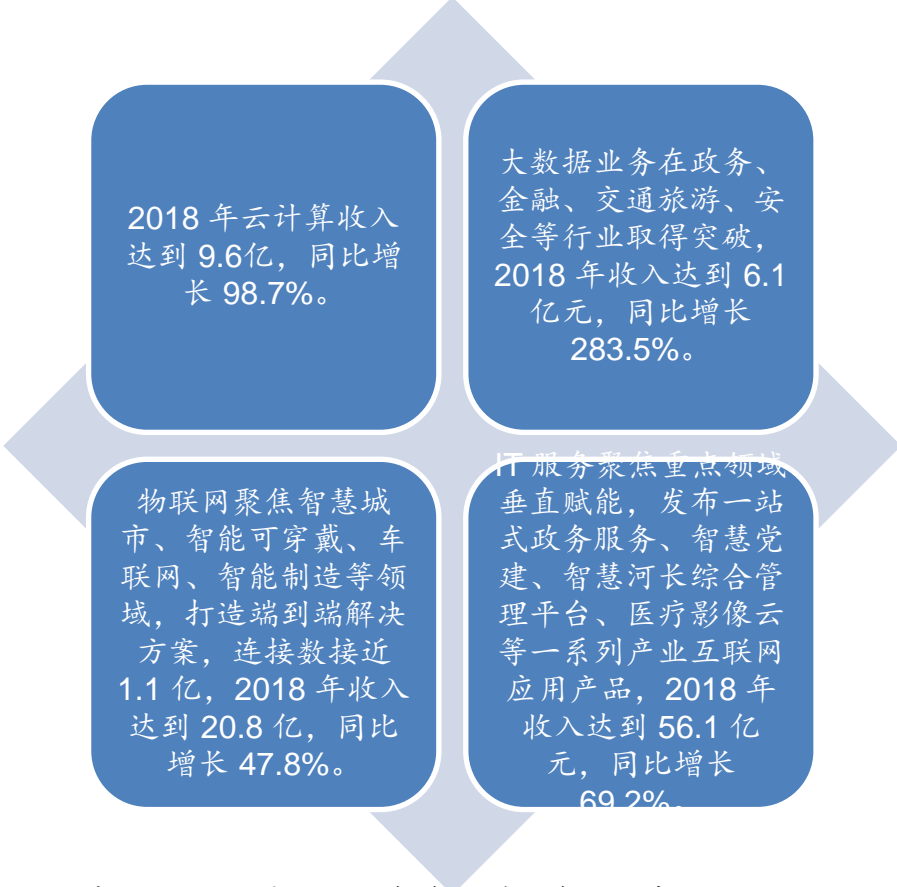 2018 年云计算收入
达到 9.6亿，同比增
长 98.7%。
大数据业务在政务、
金融、交通旅游、安
全等行业取得突破，
2018 年收入达到 6.1
亿元，同比增长
283.5%。
物联网聚焦智慧城
市、智能可穿戴、车
联网、智能制造等领
域，打造端到端解决
方案，连接数接近
1.1 亿，2018 年收入
达到 20.8 亿，同比
增长 47.8%。
IT 服务聚焦重点领域
垂直赋能，发布一站
式政务服务、智慧党
建、智慧河长综合管
理平台、医疗影像云
等一系列产业互联网
应用产品，2018 年
收入达到 56.1 亿
元，同比增长
69.2%。